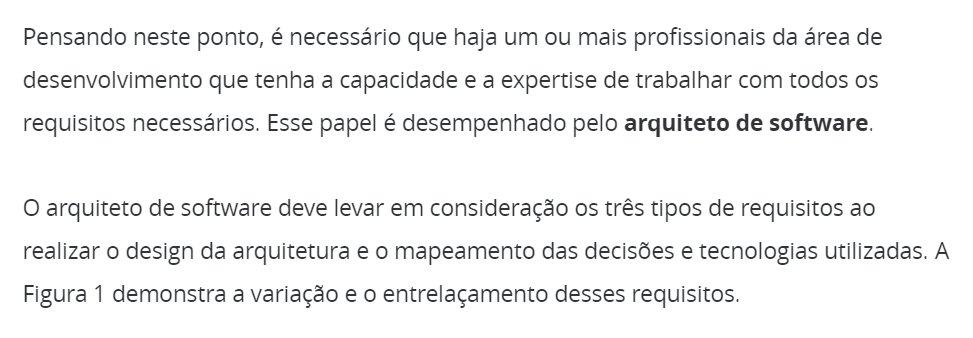 Pensando neste ponto, é necessário que haja um ou mais profissionais da área de
desenvolvimento que tenha a capacidade e a expertise de trabalhar com todos os
requisitos necessários. Esse papel é desempenhado pelo arquiteto de software.
O arquiteto de software deve levar em consideração os três tipos de requisitos ao
realizar o design da arquitetura e o mapeamento das decisões e tecnologias utilizadas. A
Figura 1 demonstra a variação e o entrelaçamento desses requisitos.